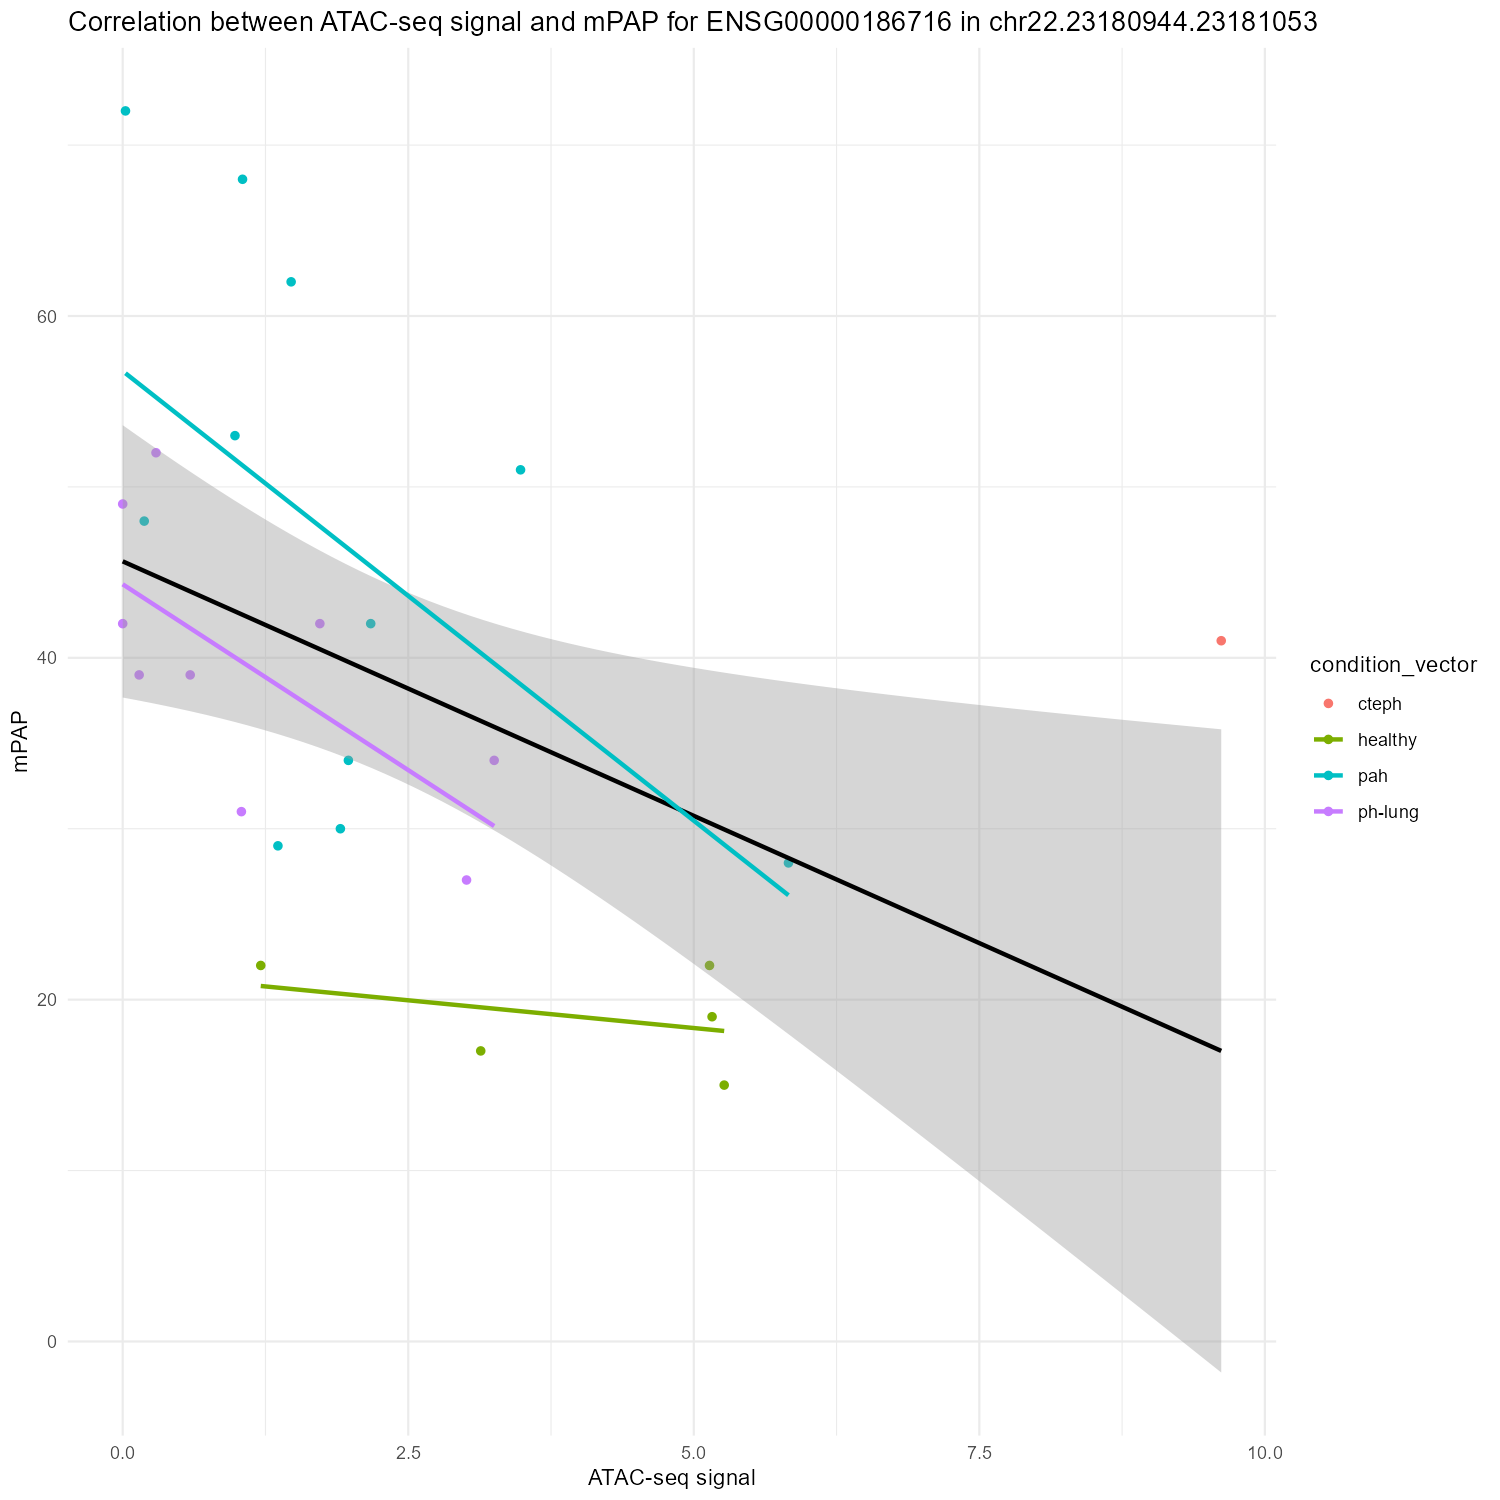 Correlation between ATAC-seq signal and mPAP for ENSG00000186716 in chr22.23180944.23181053
60
40
20
0
mPAP
0.0
2.5
5.0
7.5
10.0
ATAC-seq signal
condition_vector
cteph
healthy
pah
ph-lung